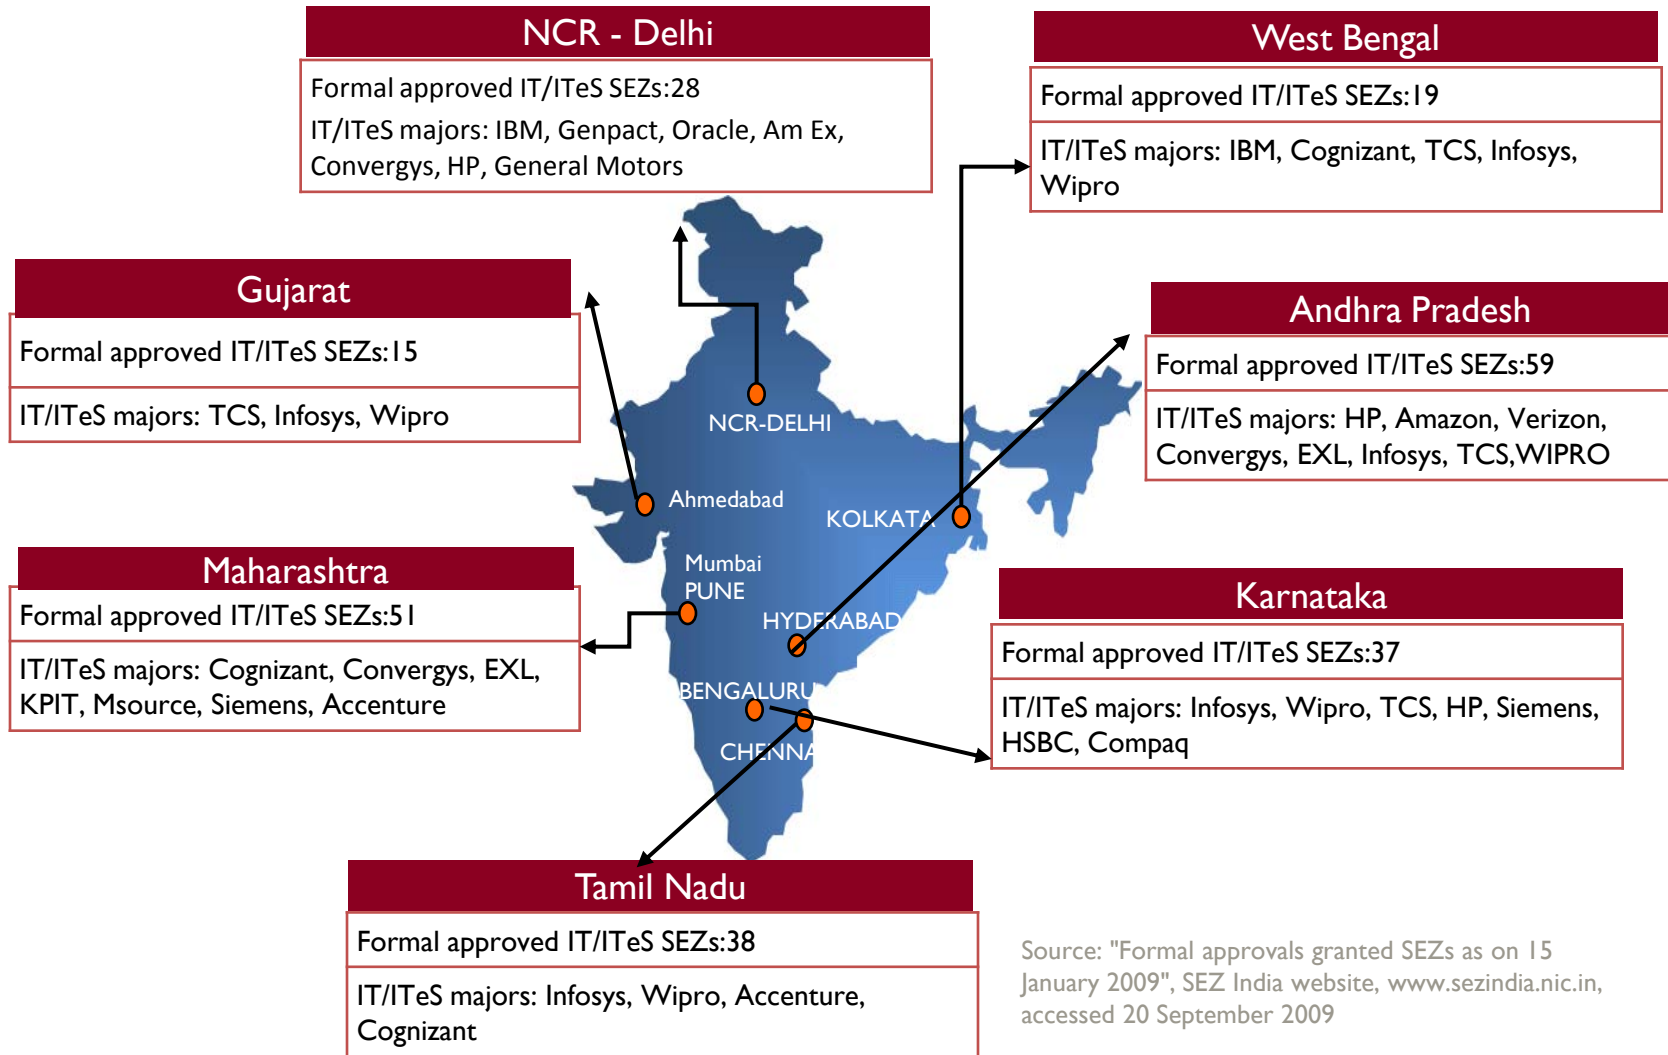 NCR - Delhi
Formal approved IT/ITeS SEZs:28
IT/ITeS majors: IBM, Genpact, Oracle, Am Ex,
Convergys, HP, General Motors
West Bengal
Formal approved IT/ITeS SEZs:19
IT/ITeS majors: IBM, Cognizant, TCS, Infosys,
Wipro
Gujarat
Formal approved IT/ITeS SEZs:15
IT/ITeS majors: TCS, Infosys, Wipro
Andhra Pradesh
Formal approved IT/ITeS SEZs:59
IT/ITeS majors: HP, Amazon, Verizon,
Convergys, EXL, Infosys, TCS,WIPRO
NCR-DELHI
Ahmedabad
KOLKATA
Mumbai
PUNE
HYDERABAD
BENGALURU
CHENNA
Maharashtra
Formal approved IT/ITeS SEZs:51
IT/ITeS majors: Cognizant, Convergys, EXL,
KPIT, Msource, Siemens, Accenture
Karnataka
Formal approved IT/ITeS SEZs:37
IT/ITeS majors: Infosys, Wipro, TCS, HP, Siemens,
HSBC, Compaq
Tamil Nadu
Formal approved IT/ITeS SEZs:38
IT/ITeS majors: Infosys, Wipro, Accenture,
Cognizant
Source: "Formal approvals granted SEZs as on 15
January 2009", SEZ India website, www.sezindia.nic.in,
accessed 20 September 2009